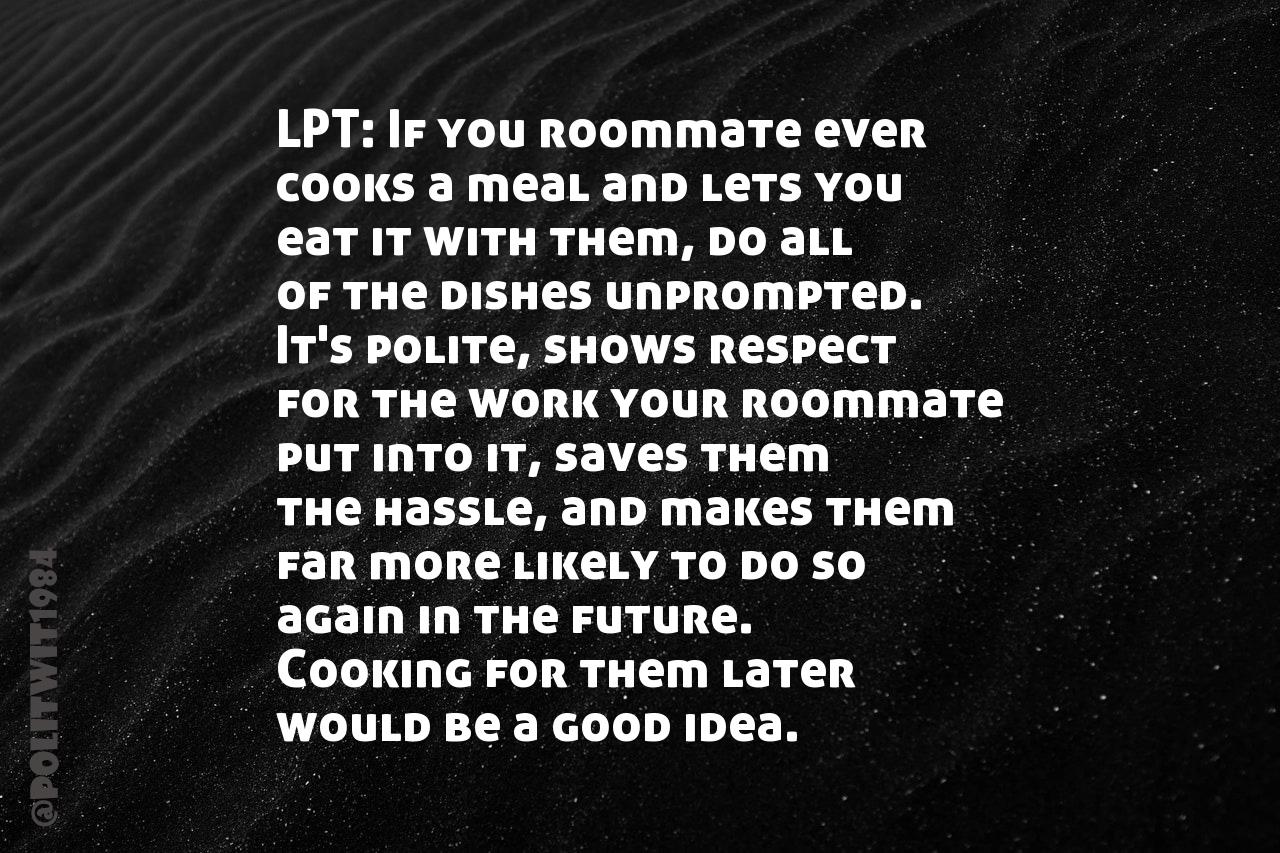 LPT: If you roommate ever
cooks a meal and lets you
eat it with them, do all
of the dishes unprompted.
It's polite, shows respect
for the work your roommate
put into it, saves them
the hassle, and makes them
far more likely to do so
again in the future.
Cooking for them later
would be a good idea.
@politwit1984